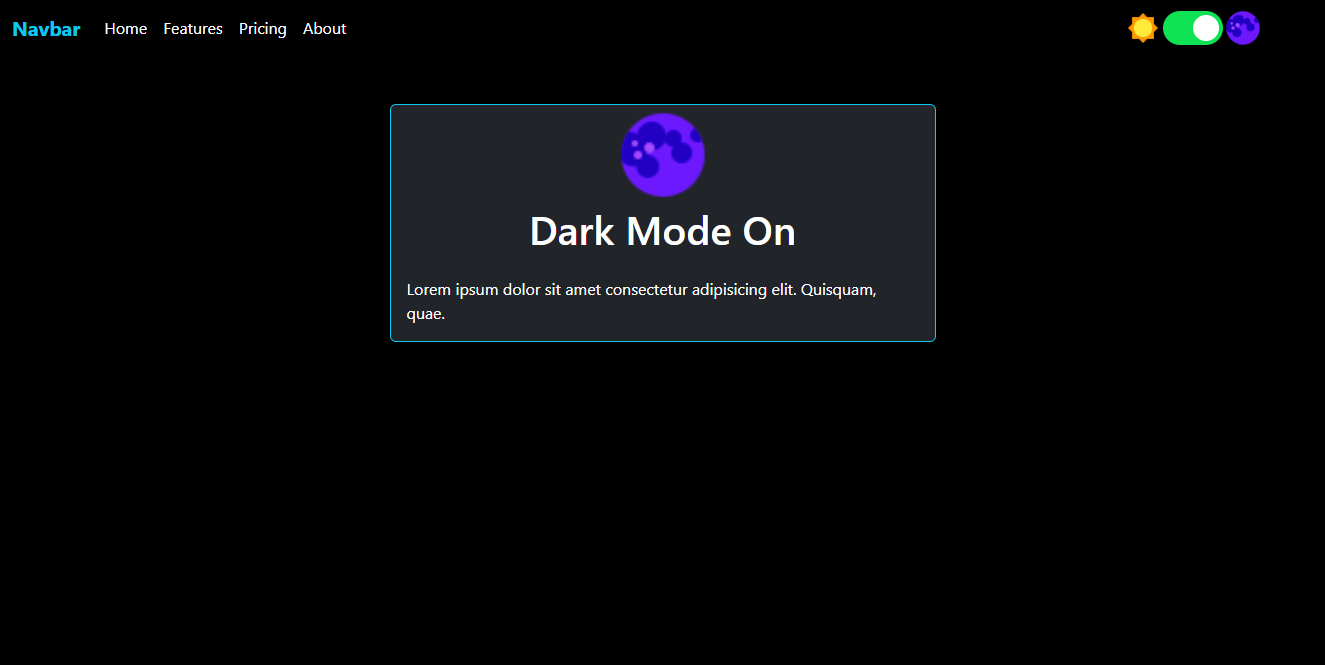 Navbar Home Features Pricing About
Dark Mode On
Lorem ipsum dolor sit amet consectetur adipisicing elit. Quisquam,
quae.